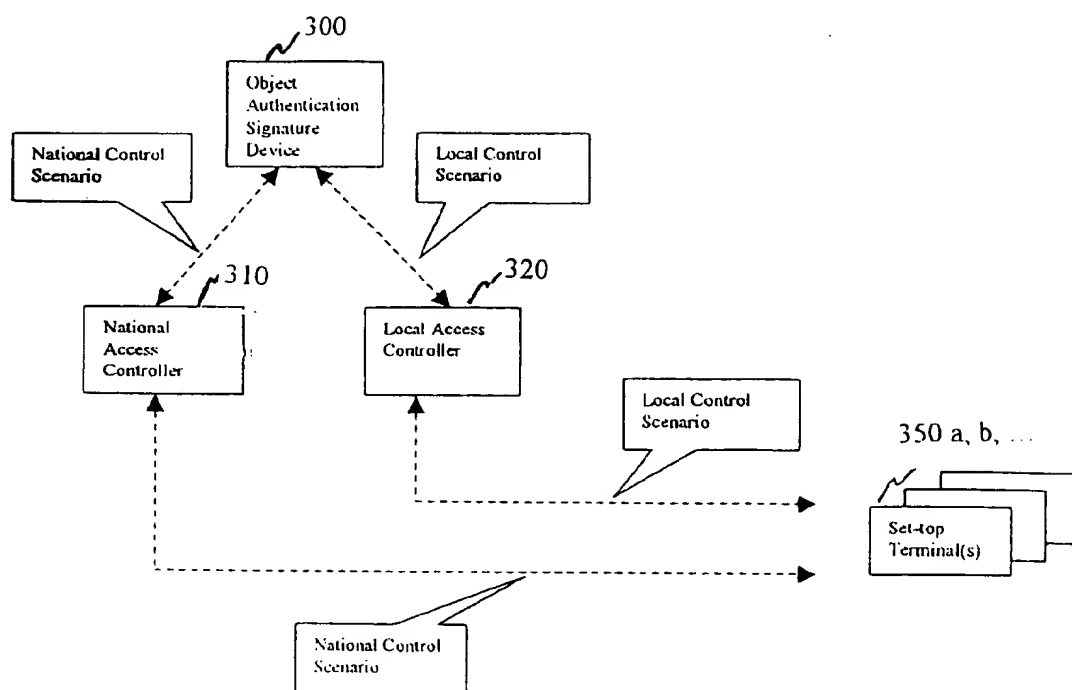 300
Object
Authentication
Signature
Device
National Control
Scenario
Local Control
Scenario
310
320
National
Access
Controller
Local Access
Controller
Local Control
Scenario
350 a, b, ...
Set-top
Terminal(s)
National Control
Scenario